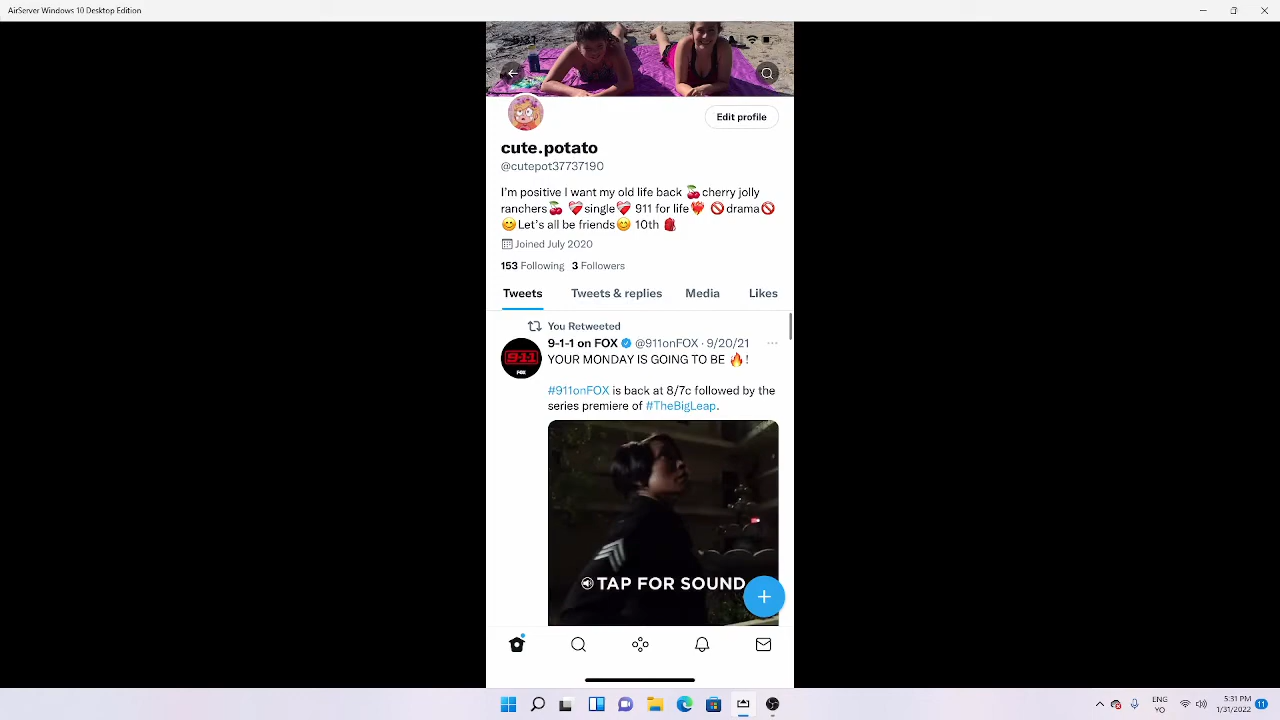 AirServer Windows 10 Desktop Edition
Edit profile
cute.potato
@cutepot37737190
I'm positive I want my old life back 🍒cherry jolly
ranchers🍒 💝single💝 911 for life❤️‍🔥 🚫drama🚫
😊Let's all be friends😊 10th 🎒
Joined July 2020
153 Following 3 Followers
Tweets Tweets & replies Media Likes
You Retweeted
9-1-1 on FOX @911onFOX · 9/20/21 ...
YOUR MONDAY IS GOING TO BE 🔥!
9-1-1
FOX
#911onFOX is back at 8/7c followed by the
series premiere of #TheBigLeap.
TAP FOR SOUND
5:31 PM
1/31/2022